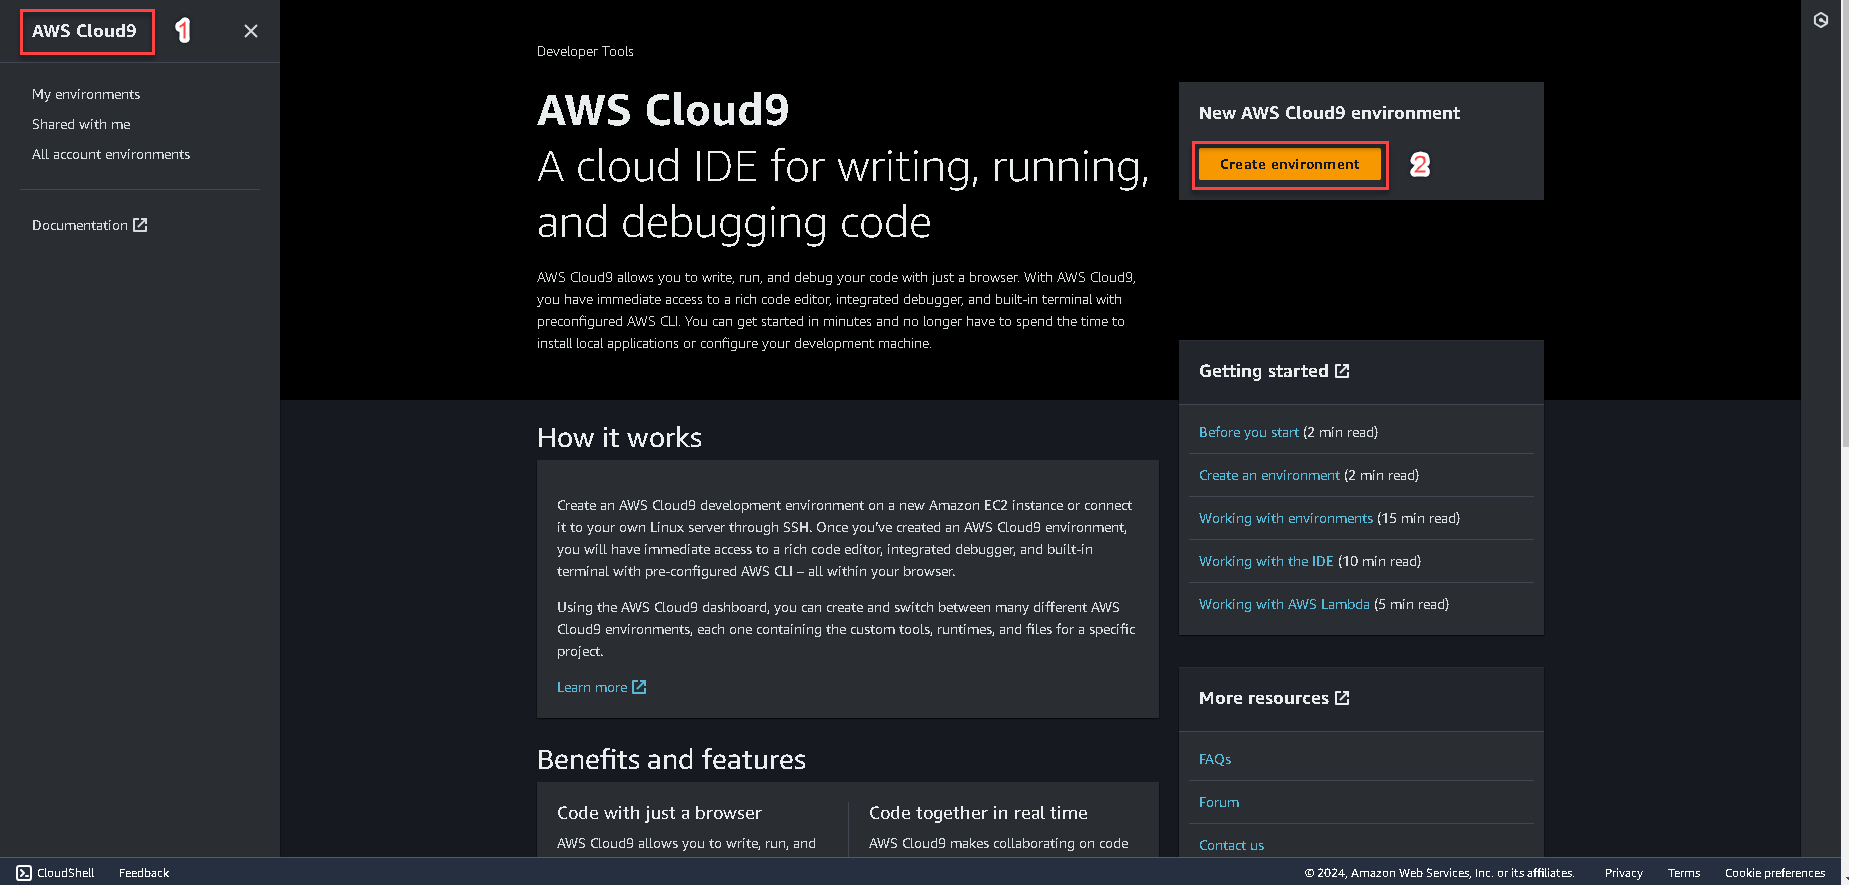 AWS Cloud9
1
My environments
Shared with me
All account environments
Documentation
Developer Tools
AWS Cloud9
A cloud IDE for writing, running,
and debugging code
AWS Cloud9 allows you to write, run, and debug your code with just a browser. With AWS Cloud9,
you have immediate access to a rich code editor, integrated debugger, and built-in terminal with
preconfigured AWS CLI. You can get started in minutes and no longer have to spend the time to
install local applications or configure your development machine.
New AWS Cloud9 environment
Create environment
2
How it works
Create an AWS Cloud9 development environment on a new Amazon EC2 instance or connect
it to your own Linux server through SSH. Once you've created an AWS Cloud9 environment,
you will have immediate access to a rich code editor, integrated debugger, and built-in
terminal with pre-configured AWS CLI – all within your browser.
Using the AWS Cloud9 dashboard, you can create and switch between many different AWS
Cloud9 environments, each one containing the custom tools, runtimes, and files for a specific
project.
Learn more
Benefits and features
Code with just a browser
AWS Cloud9 allows you to write, run, and
Code together in real time
AWS Cloud9 makes collaborating on code
Getting started
Before you start (2 min read)
Create an environment (2 min read)
Working with environments (15 min read)
Working with the IDE (10 min read)
Working with AWS Lambda (5 min read)
More resources
FAQs
Forum
Contact us
CloudShell
Feedback
© 2024, Amazon Web Services, Inc. or its affiliates.
Privacy
Terms
Cookie preferences